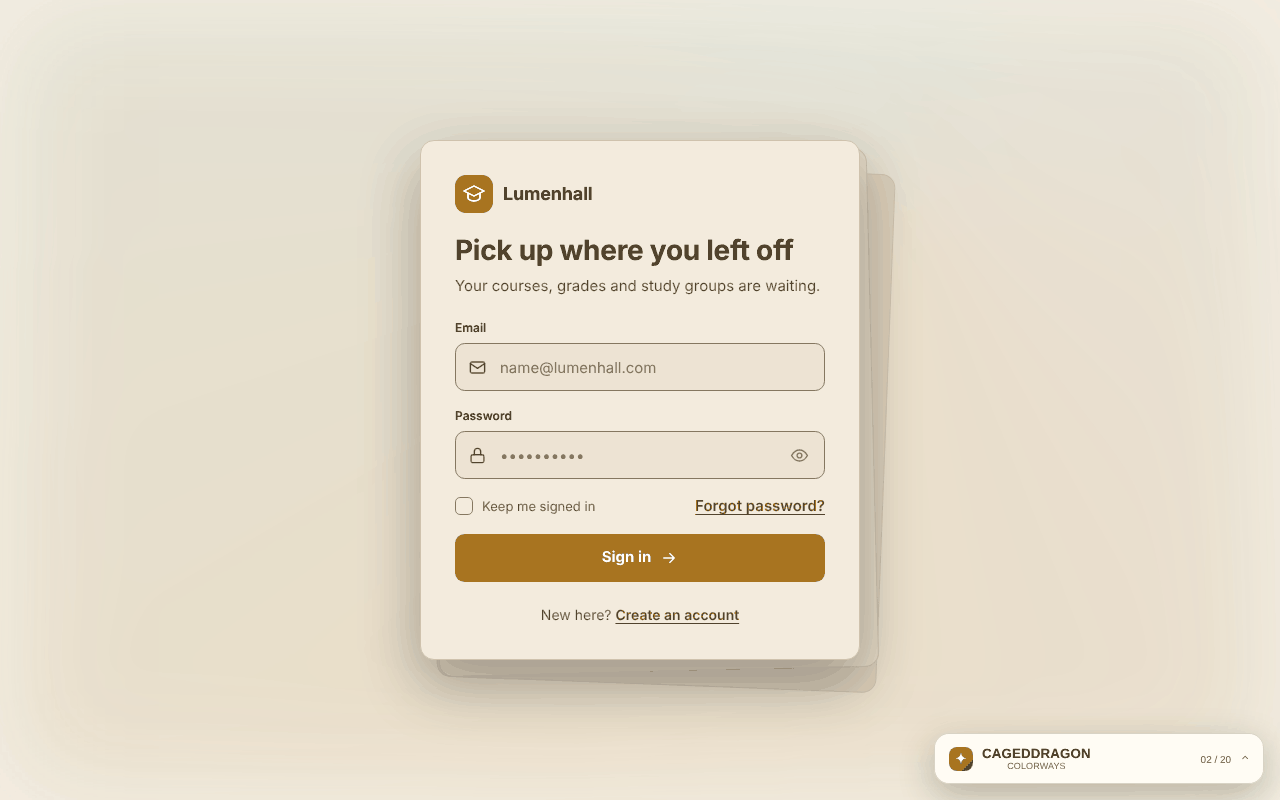 Lumenhall
Pick up where you left off
Your courses, grades and study groups are waiting.
Email
name@lumenhall.com
Password
••••••••••
Keep me signed in
Forgot password?
Sign in →
New here? Create an account
CAGEDDRAGON
COLORWAYS
02 / 20